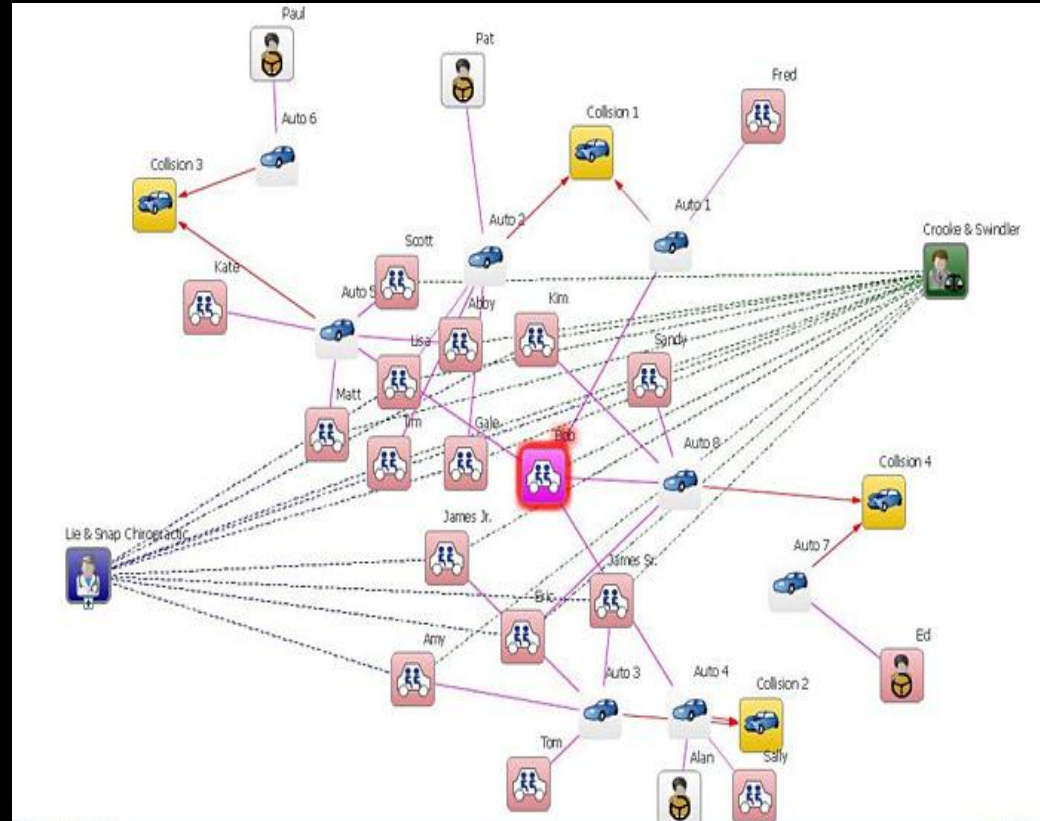 Paul
Pat
Fred
Collision 1
Auto 6
Collision 3
Auto 2
Auto 1
Crooke & Swindler
Scott
Kate
Auto 5
Abby
Kim
Lisa
Sandy
Matt
Tim
Gale
Bob
Auto 8
Collision 4
James Jr.
Lie & Snap Chiropractic
Auto 7
James Sr.
Eric
Amy
Ed
Auto 3
Auto 4
Collision 2
Tom
Alan
Sally